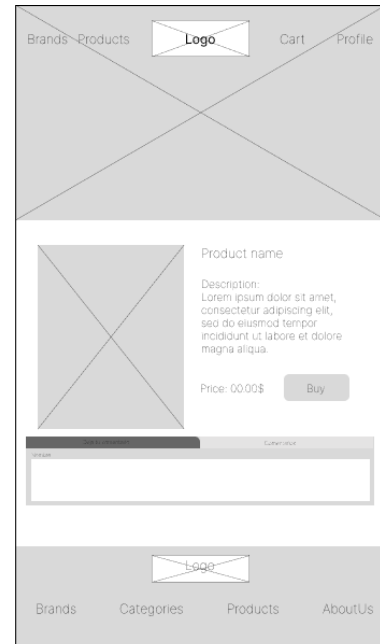 Brands Products Logo Cart Profile
Product name
Description:
Lorem ipsum dolor sit amet,
consectetur adipiscing elit,
sed do eiusmod tempor
incididunt ut labore et dolore
magna aliqua.
Price: 00.00$ Buy
Logo
Brands Categories Products AboutUs